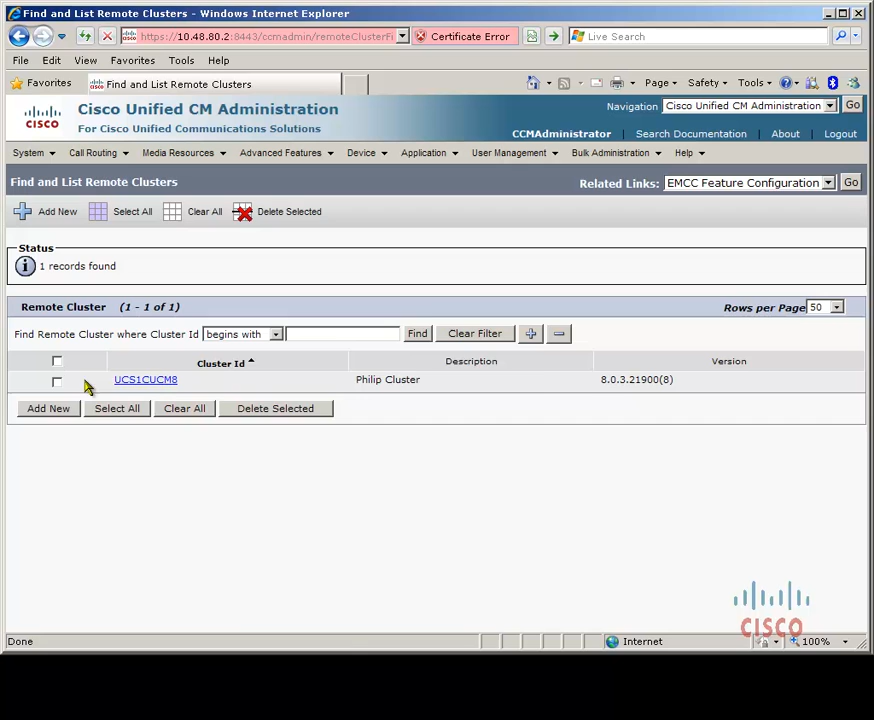 Find and List Remote Clusters - Windows Internet Explorer
https://10.48.80.2:8443/ccmadmin/remoteClusterFi Certificate Error Live Search
File Edit View Favorites Tools Help
Favorites Find and List Remote Clusters Page Safety Tools
Cisco Unified CM Administration Navigation Cisco Unified CM Administration Go
CISCO For Cisco Unified Communications Solutions
CCMAdministrator Search Documentation About Logout
System Call Routing Media Resources Advanced Features Device Application User Management Bulk Administration Help
Find and List Remote Clusters Related Links: EMCC Feature Configuration Go
Add New Select All Clear All Delete Selected
Status
1 records found
Remote Cluster (1 - 1 of 1) Rows per Page 50
Find Remote Cluster where Cluster Id begins with Find Clear Filter
Cluster Id Description Version
UCS1CUCM8 Philip Cluster 8.0.3.21900(8)
Add New Select All Clear All Delete Selected
CISCO
Done Internet 100%